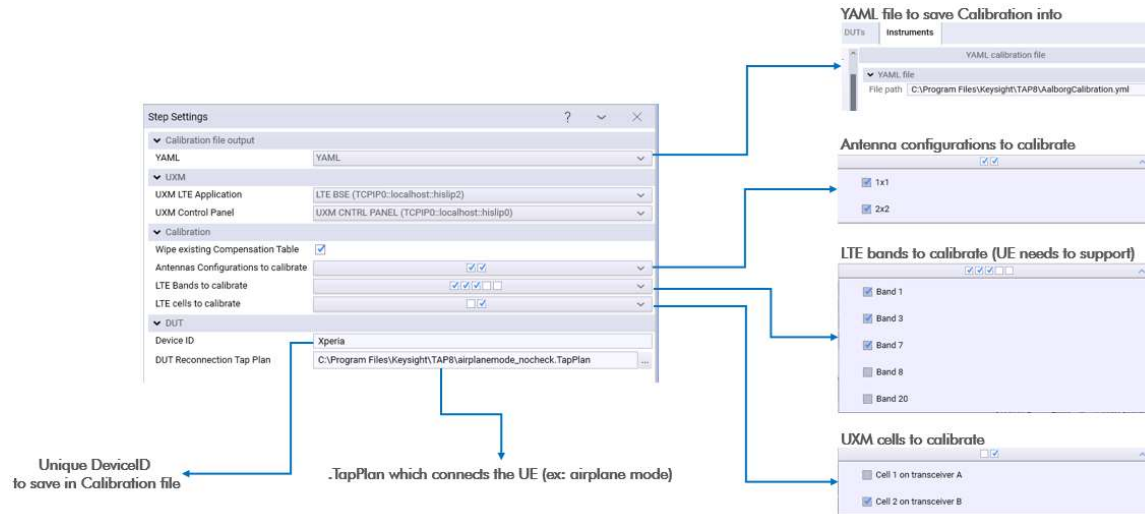 YAML file to save Calibration into
DUTs Instruments
YAML calibration file
YAML file
File path C:\Program Files\Keysight\TAP8\AalborgCalibration.yml
Step Settings ?
Calibration file output
YAML YAML
UXM
UXM LTE Application LTE BSE (TCPIP0::localhost::hislip2)
UXM Control Panel UXM CNTRL PANEL (TCPIP0::localhost::hislip0)
Calibration
Wipe existing Compensation Table
Antennas Configurations to calibrate
LTE Bands to calibrate
LTE cells to calibrate
DUT
Device ID Xperia
DUT Reconnection Tap Plan C:\Program Files\Keysight\TAP8\airplanemode_nocheck.TapPlan ...
Antenna configurations to calibrate
1x1
2x2
LTE bands to calibrate (UE needs to support)
Band 1
Band 3
Band 7
Band 8
Band 20
UXM cells to calibrate
Cell 1 on transceiver A
Cell 2 on transceiver B
Unique DeviceID
to save in Calibration file
.TapPlan which connects the UE (ex: airplane mode)